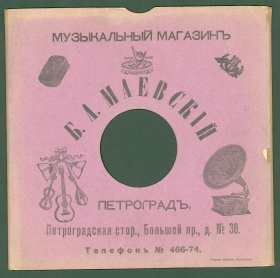 МУЗЫКАЛЬНЫЙ МАГАЗИНЪ
Б. А. МАЕВСКІЙ
ПЕТРОГРАДЪ,
Петроградская стор., Большой пр., д. № 30.
Телефонъ № 466-74.